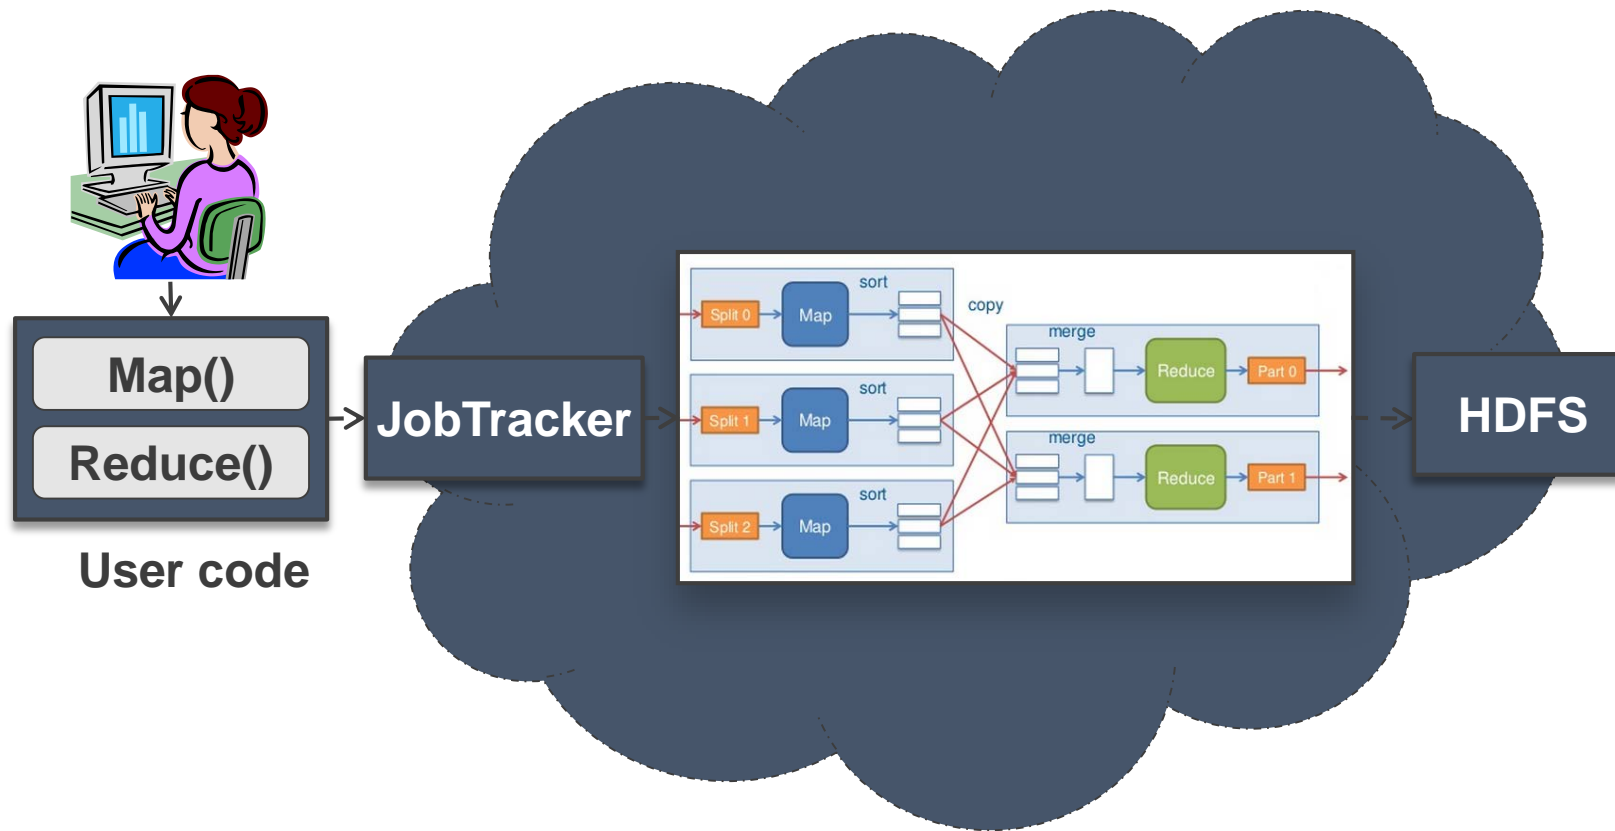 Map()
Reduce()
User code
JobTracker
Split 0
Map
sort
Split 1
Map
sort
Split 2
Map
sort
copy
merge
Reduce
Part 0
merge
Reduce
Part 1
HDFS